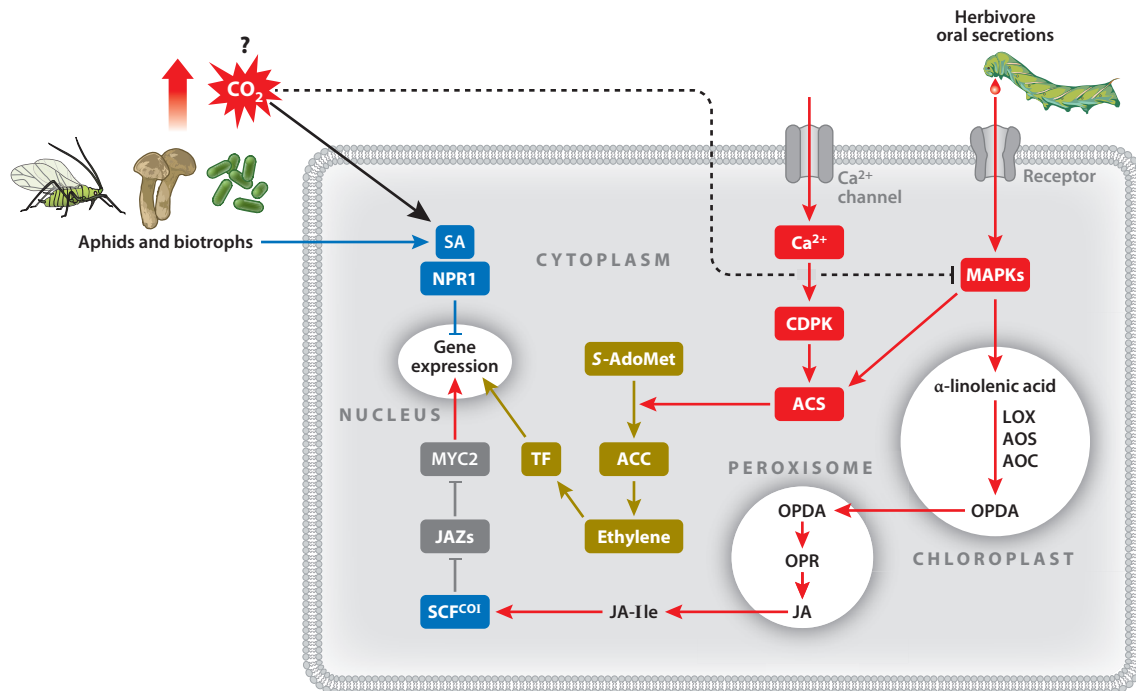 Herbivore
oral secretions
?
CO₂
Ca²⁺
channel
Receptor
Aphids and biotrophs
SA
NPR1
CYTOPLASM
Ca²⁺
MAPKs
CDPK
Gene
expression
S-AdoMet
α-linolenic acid
ACS
LOX
AOS
AOC
NUCLEUS
MYC2
TF
ACC
PEROXISOME
OPDA
OPDA
JAZs
Ethylene
OPR
CHLOROPLAST
SCFᶜᴼᴵ
JA-Ile
JA